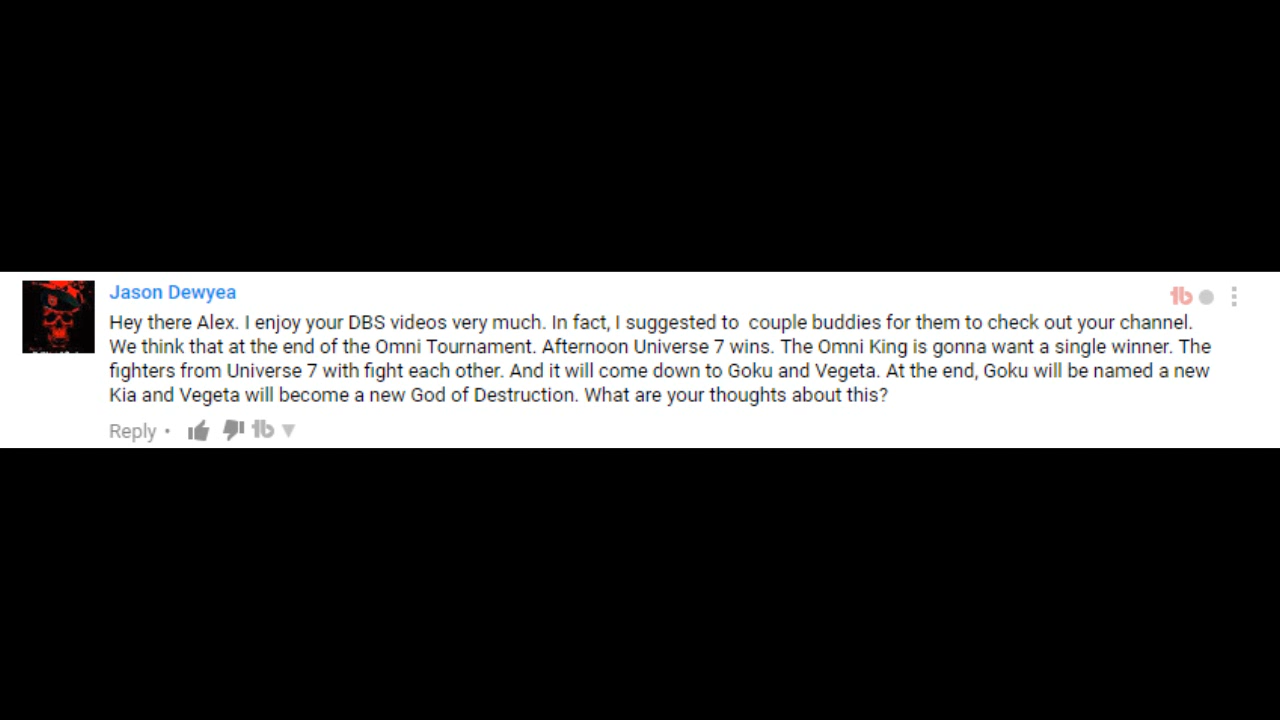 Jason Dewyea
Hey there Alex. I enjoy your DBS videos very much. In fact, I suggested to  couple buddies for them to check out your channel.
We think that at the end of the Omni Tournament. Afternoon Universe 7 wins. The Omni King is gonna want a single winner. The
fighters from Universe 7 with fight each other. And it will come down to Goku and Vegeta. At the end, Goku will be named a new
Kia and Vegeta will become a new God of Destruction. What are your thoughts about this?
Reply •